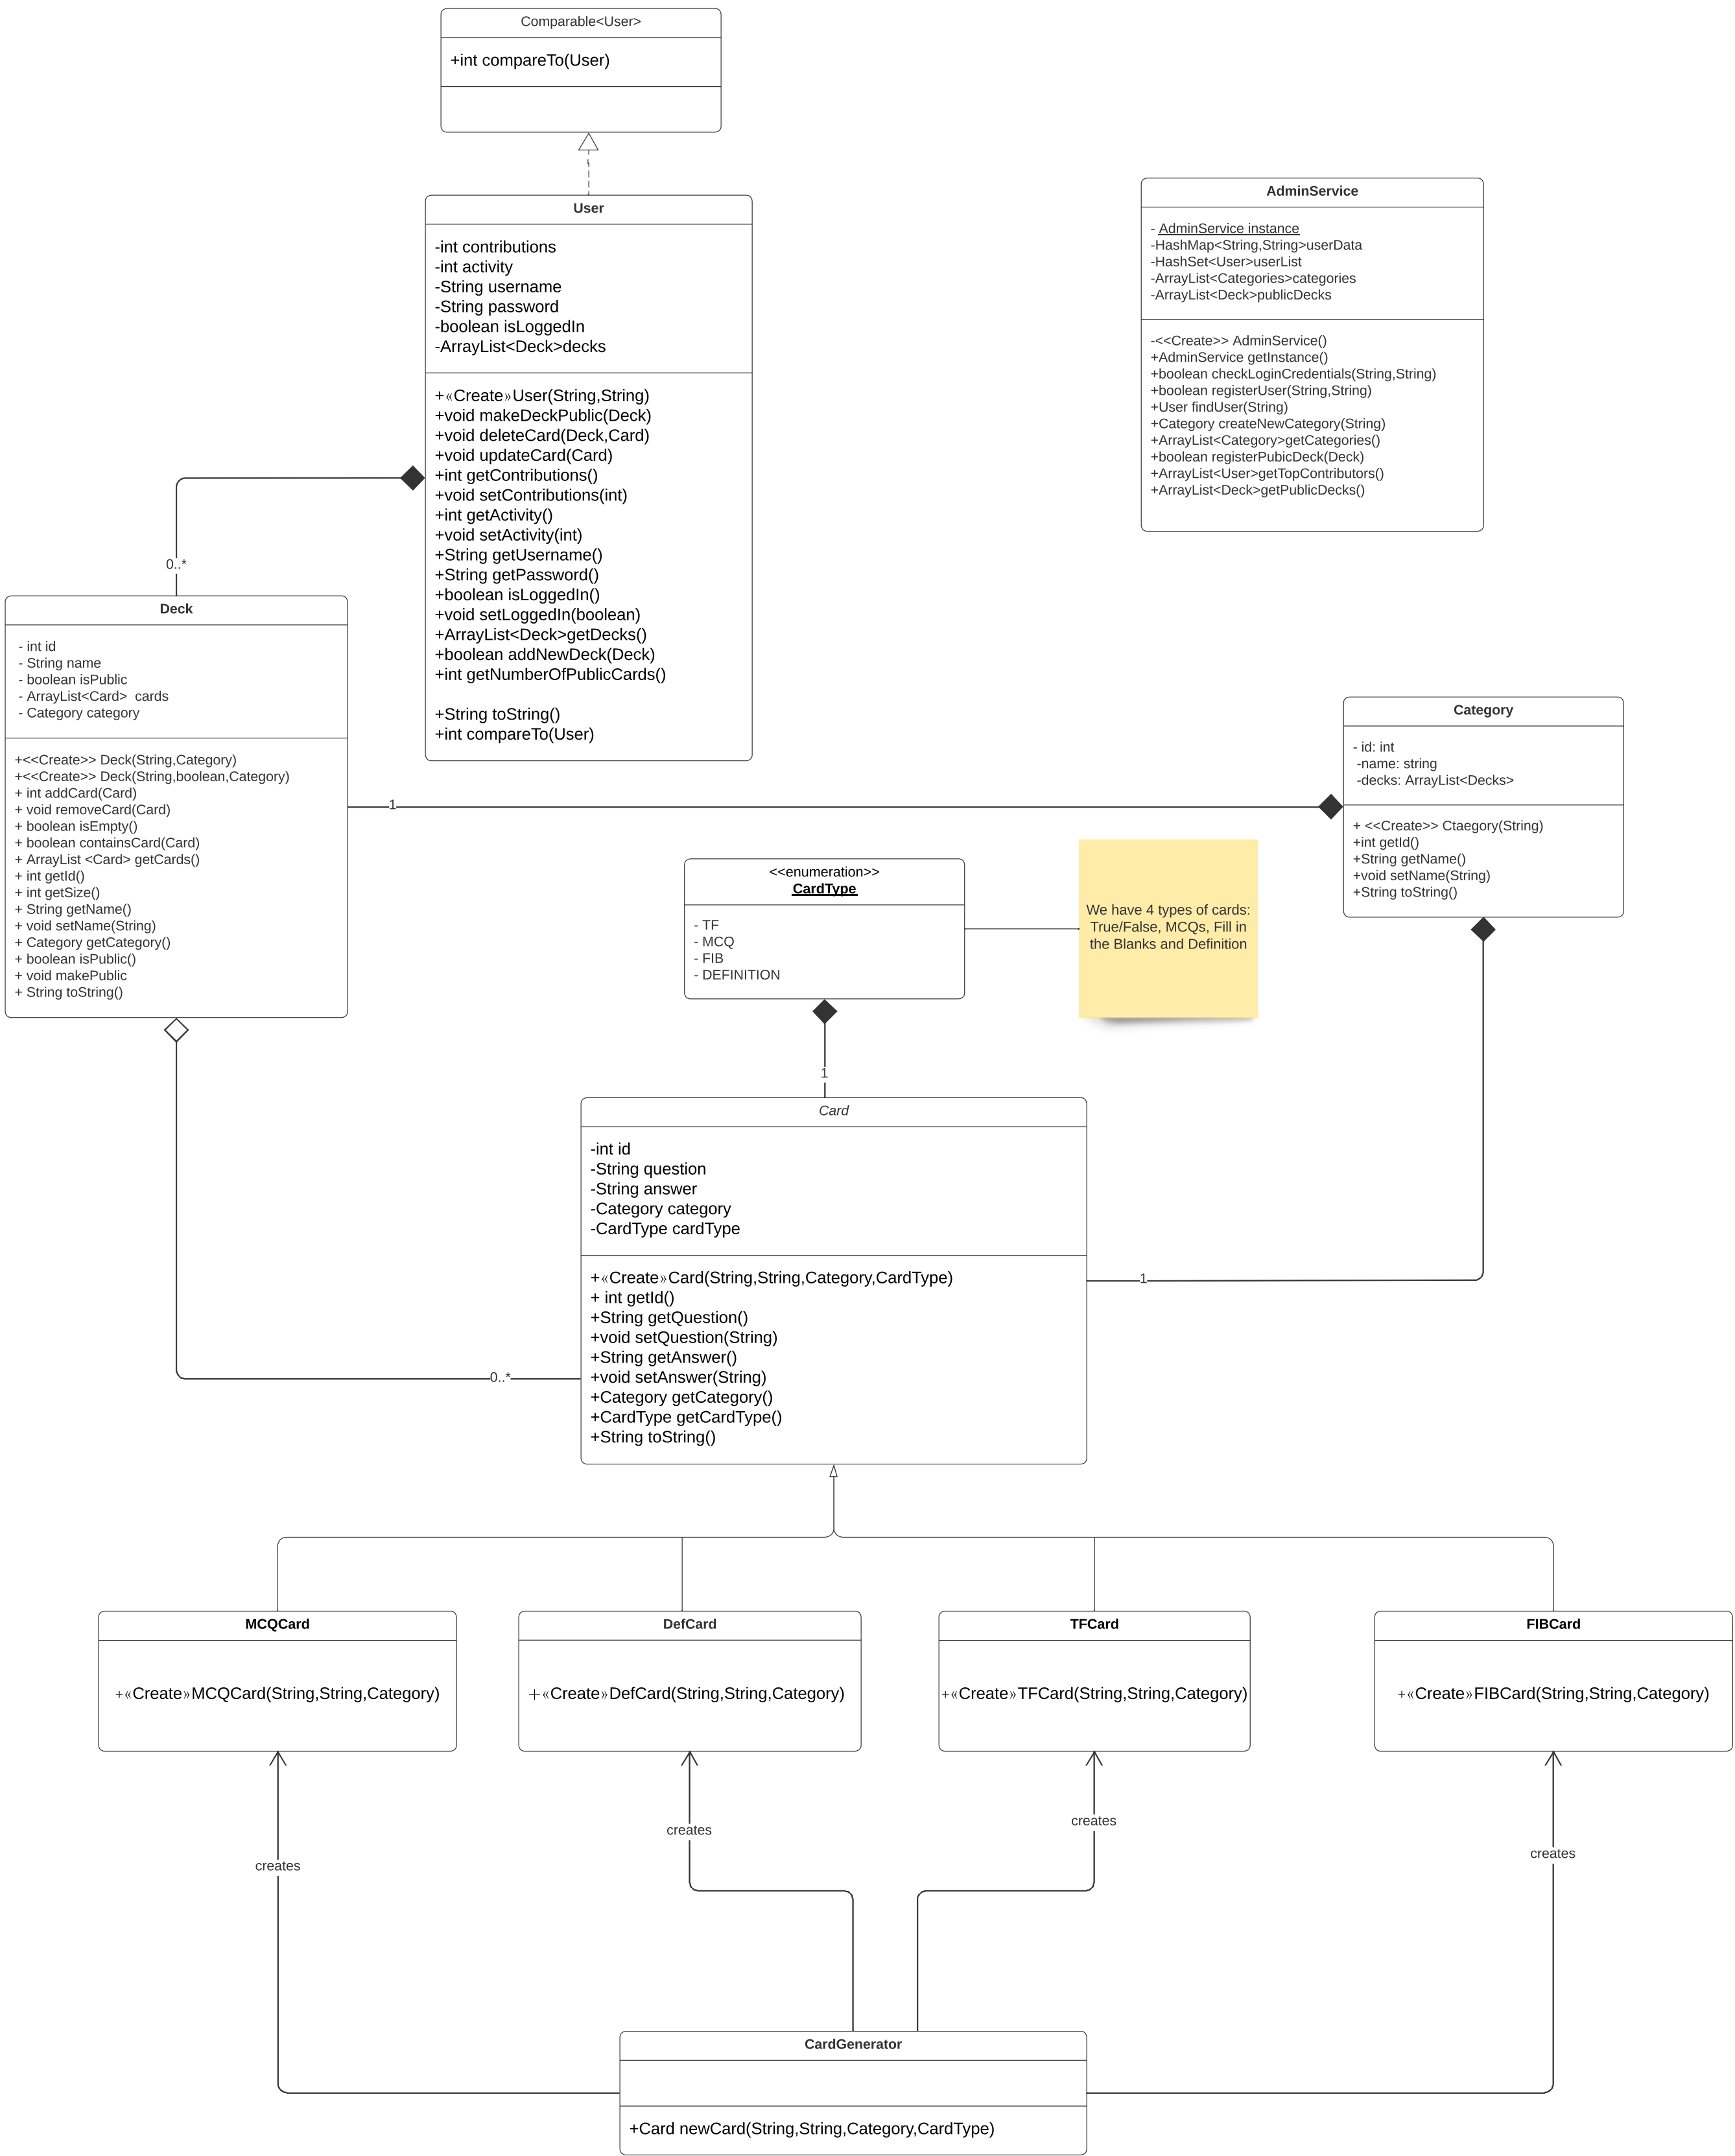 Comparable<User>
+int compareTo(User)
User
-int contributions
-int activity
-String username
-String password
-boolean isLoggedIn
-ArrayList<Deck>decks
+«Create»User(String,String)
+void makeDeckPublic(Deck)
+void deleteCard(Deck,Card)
+void updateCard(Card)
+int getContributions()
+void setContributions(int)
+int getActivity()
+void setActivity(int)
+String getUsername()
+String getPassword()
+boolean isLoggedIn()
+void setLoggedIn(boolean)
+ArrayList<Deck>getDecks()
+boolean addNewDeck(Deck)
+int getNumberOfPublicCards()
+String toString()
+int compareTo(User)
AdminService
- AdminService instance
-HashMap<String,String>userData
-HashSet<User>userList
-ArrayList<Categories>categories
-ArrayList<Deck>publicDecks
-<<Create>> AdminService()
+AdminService getInstance()
+boolean checkLoginCredentials(String,String)
+boolean registerUser(String,String)
+User findUser(String)
+Category createNewCategory(String)
+ArrayList<Category>getCategories()
+boolean registerPubicDeck(Deck)
+ArrayList<User>getTopContributors()
+ArrayList<Deck>getPublicDecks()
0..*
Deck
- int id
- String name
- boolean isPublic
- ArrayList<Card> cards
- Category category
+<<Create>> Deck(String,Category)
+<<Create>> Deck(String,boolean,Category)
+ int addCard(Card)
+ void removeCard(Card)
+ boolean isEmpty()
+ boolean containsCard(Card)
+ ArrayList <Card> getCards()
+ int getId()
+ int getSize()
+ String getName()
+ void setName(String)
+ Category getCategory()
+ boolean isPublic()
+ void makePublic
+ String toString()
1
Category
- id: int
-name: string
-decks: ArrayList<Decks>
+ <<Create>> Ctaegory(String)
+int getId()
+String getName()
+void setName(String)
+String toString()
<<enumeration>>
CardType
- TF
- MCQ
- FIB
- DEFINITION
We have 4 types of cards:
True/False, MCQs, Fill in
the Blanks and Definition
1
Card
-int id
-String question
-String answer
-Category category
-CardType cardType
+«Create»Card(String,String,Category,CardType)
+ int getId()
+String getQuestion()
+void setQuestion(String)
+String getAnswer()
+void setAnswer(String)
+Category getCategory()
+CardType getCardType()
+String toString()
1
0..*
MCQCard
+«Create»MCQCard(String,String,Category)
DefCard
+«Create»DefCard(String,String,Category)
TFCard
+«Create»TFCard(String,String,Category)
FIBCard
+«Create»FIBCard(String,String,Category)
creates
creates
creates
creates
CardGenerator
+Card newCard(String,String,Category,CardType)